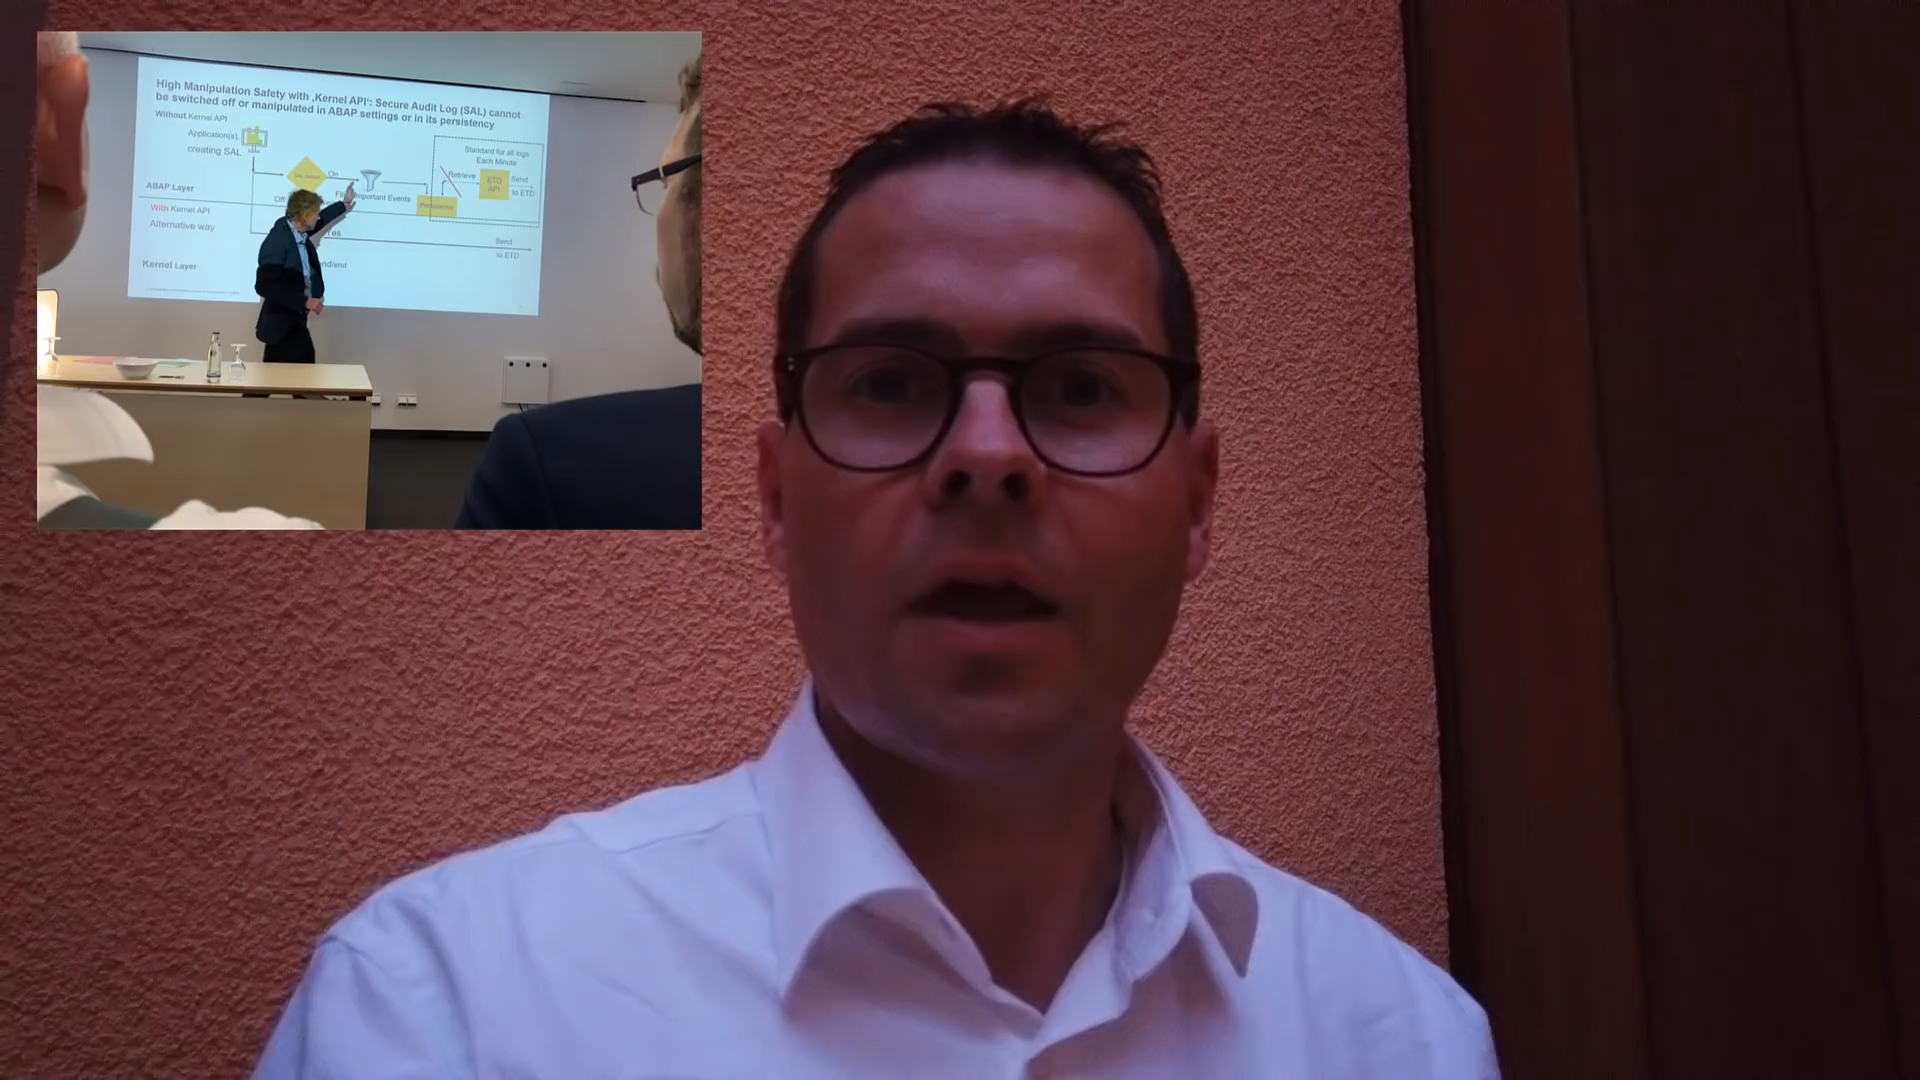 High Manipulation Safety with ‚Kernel API‘: Secure Audit Log (SAL) cannot
be switched off or manipulated in ABAP settings or in its persistency
Without Kernel API
Application(s),
creating SAL
Standard for all logs
Each Minute
On
Retrieve
ETD
API
Send
to ETD
ABAP Layer
Off
Important Events
Persistency
With Kernel API
Alternative way
Yes
Send
to ETD
Kernel Layer